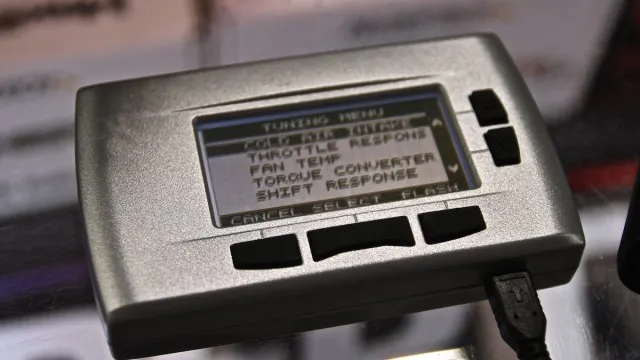 TUNING MENU
COLD AIR INTAKE
THROTTLE RESPONS
FAN TEMP
TORQUE CONVERTER
SHIFT RESPONSE
CANCEL SELECT FLASH